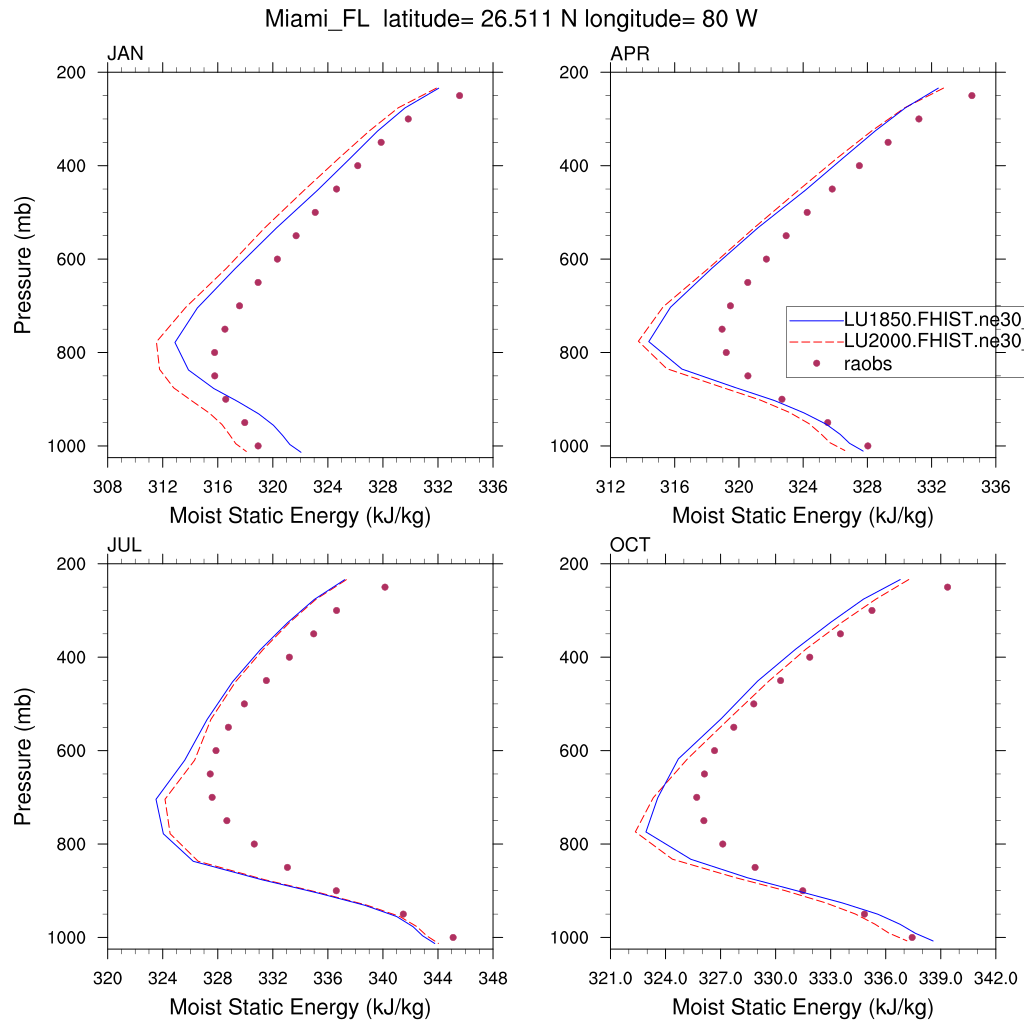 Miami_FL latitude= 26.511 N longitude= 80 W
JAN
200
400
600
800
1000
308 312 316 320 324 328 332 336
Pressure (mb)
Moist Static Energy (kJ/kg)
APR
200
400
600
800
1000
312 316 320 324 328 332 336
Moist Static Energy (kJ/kg)
LU1850.FHIST.ne30_
LU2000.FHIST.ne30_
raobs
JUL
200
400
600
800
1000
320 324 328 332 336 340 344 348
Pressure (mb)
Moist Static Energy (kJ/kg)
OCT
200
400
600
800
1000
321.0 324.0 327.0 330.0 333.0 336.0 339.0 342.0
Moist Static Energy (kJ/kg)